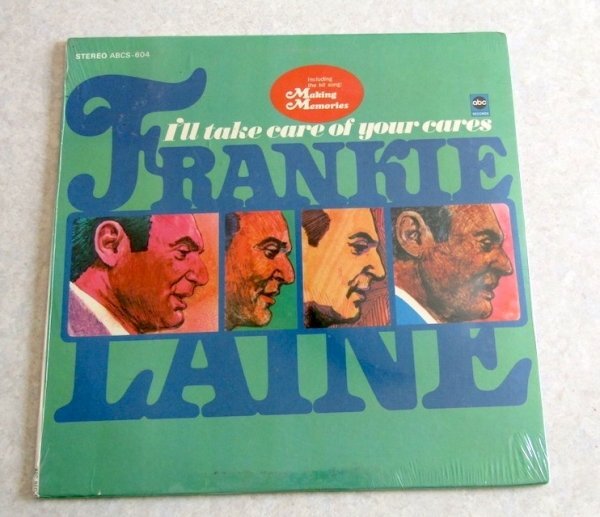 STEREO ABCS-604
including
the hit song:
Making
Memories
abc
RECORDS
I'll take care of your cares
FRANKIE
LAINE